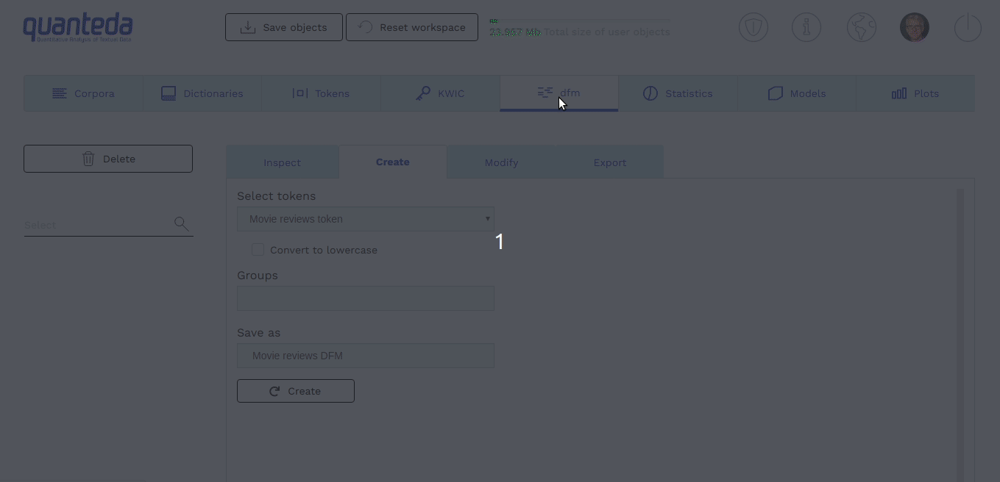 quanteda
Quantitative Analysis of Textual Data
Save objects
Reset workspace
23.957 Mb Total size of user objects
Corpora
Dictionaries
Tokens
KWIC
dfm
Statistics
Models
Plots
Delete
Select
Inspect
Create
Modify
Export
Select tokens
Movie reviews token
Convert to lowercase
1
Groups
Save as
Movie reviews DFM
Create